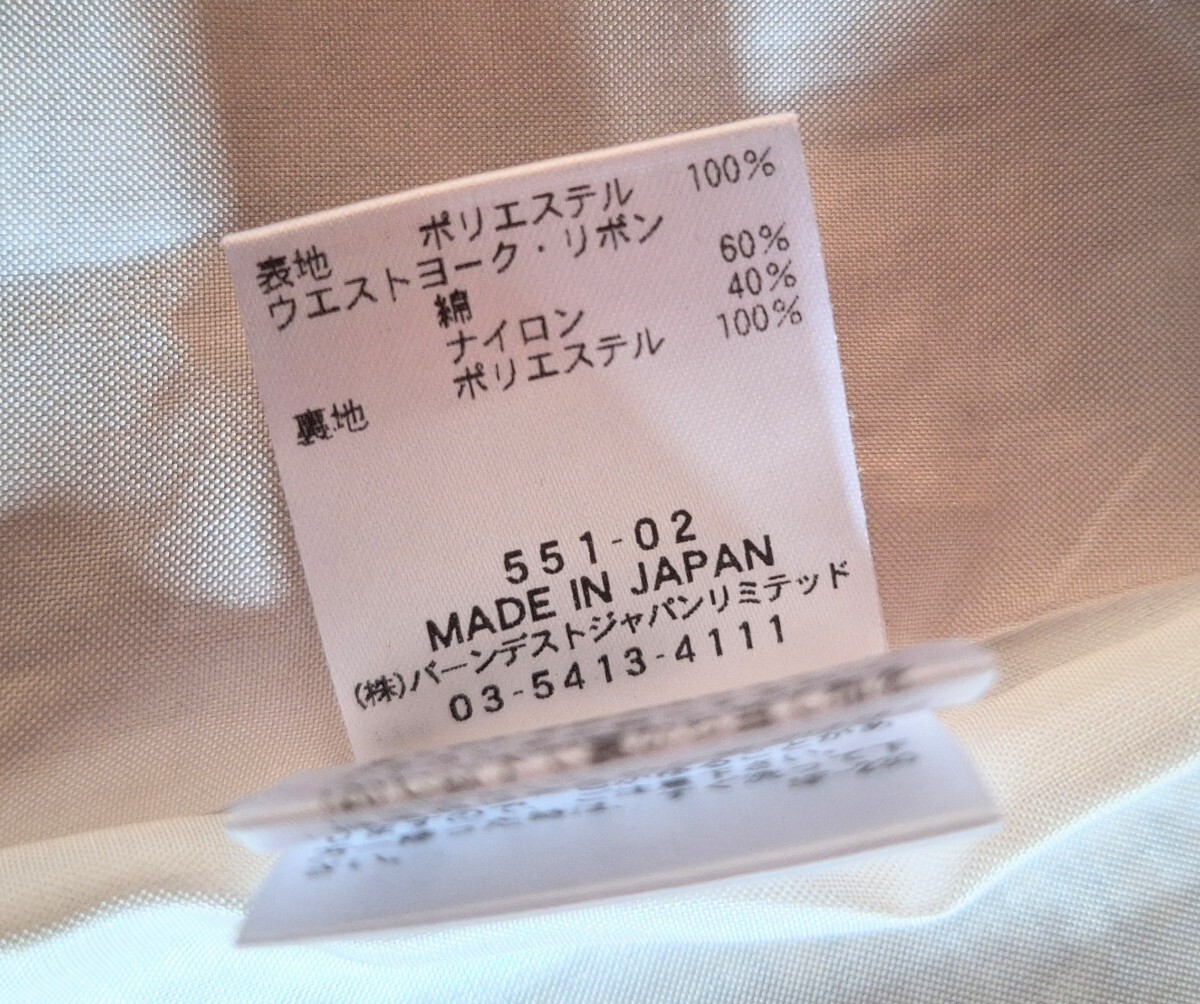 表地 ポリエステル 100%
ウエストヨーク・リボン
綿 60%
ナイロン 40%
裏地 ポリエステル 100%
551-02
MADE IN JAPAN
(株)バーンデストジャパンリミテッド
03-5413-4111